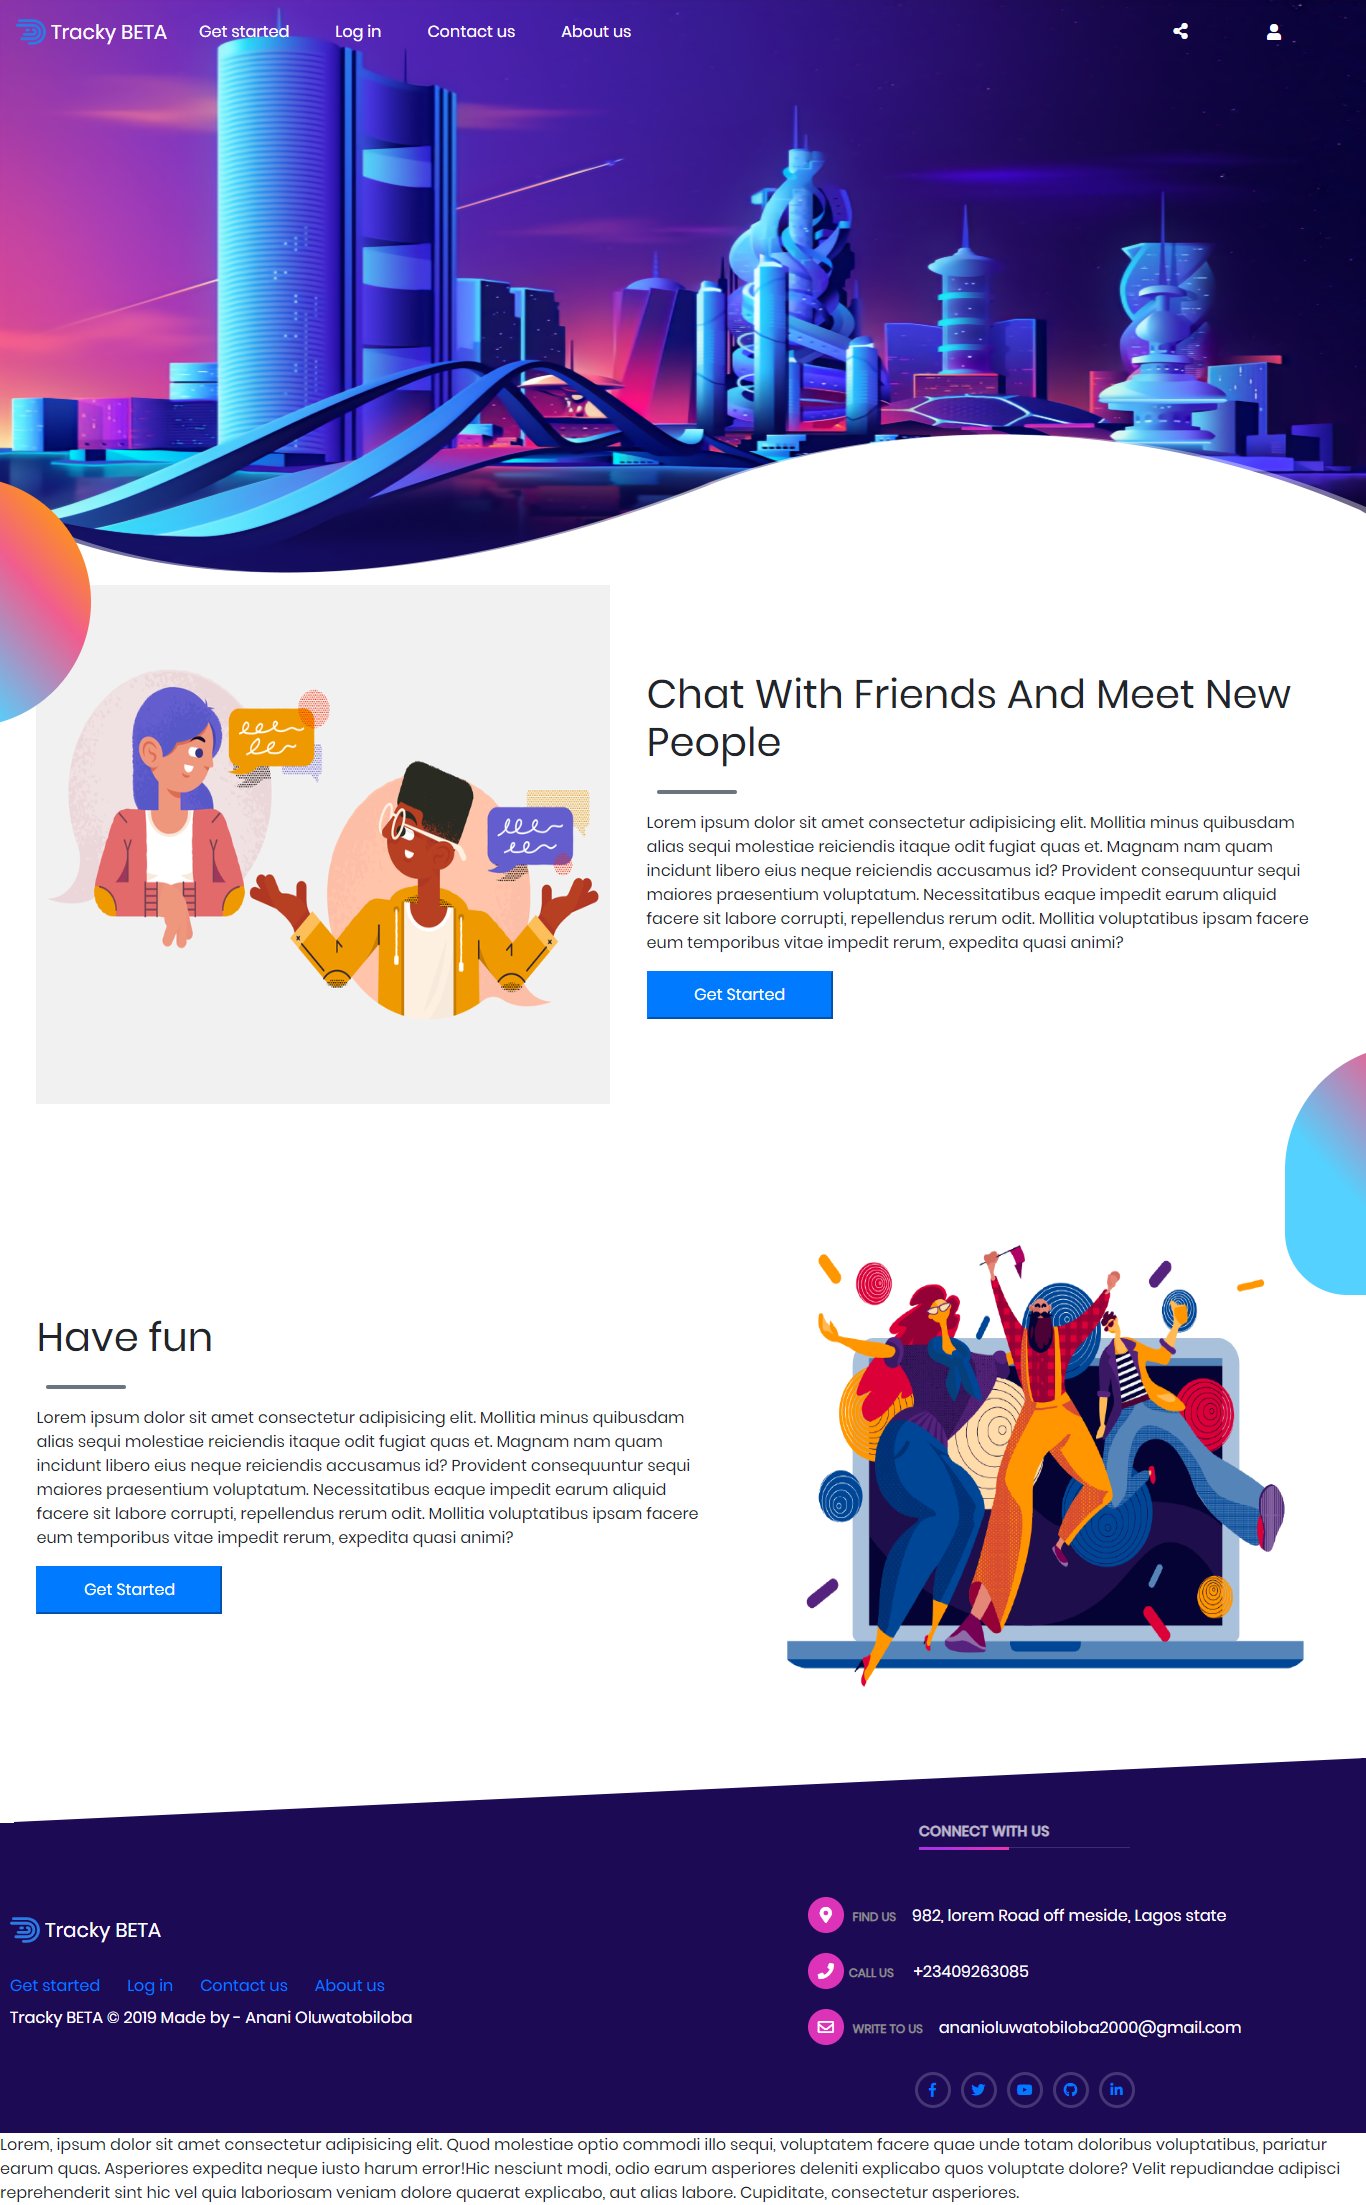 Tracky BETA
Get started
Log in
Contact us
About us
Chat With Friends And Meet New
People
Lorem ipsum dolor sit amet consectetur adipisicing elit. Mollitia minus quibusdam
alias sequi molestiae reiciendis itaque odit fugiat quas et. Magnam nam quam
incidunt libero eius neque reiciendis accusamus id? Provident consequuntur sequi
maiores praesentium voluptatum. Necessitatibus eaque impedit earum aliquid
facere sit labore corrupti, repellendus rerum odit. Mollitia voluptatibus ipsam facere
eum temporibus vitae impedit rerum, expedita quasi animi?
Get Started
Have fun
Lorem ipsum dolor sit amet consectetur adipisicing elit. Mollitia minus quibusdam
alias sequi molestiae reiciendis itaque odit fugiat quas et. Magnam nam quam
incidunt libero eius neque reiciendis accusamus id? Provident consequuntur sequi
maiores praesentium voluptatum. Necessitatibus eaque impedit earum aliquid
facere sit labore corrupti, repellendus rerum odit. Mollitia voluptatibus ipsam facere
eum temporibus vitae impedit rerum, expedita quasi animi?
Get Started
Tracky BETA
Get started
Log in
Contact us
About us
Tracky BETA © 2019 Made by - Anani Oluwatobiloba
CONNECT WITH US
FIND US 982, lorem Road off meside, Lagos state
CALL US +23409263085
WRITE TO US ananioluwatobiloba2000@gmail.com
Lorem, ipsum dolor sit amet consectetur adipisicing elit. Quod molestiae optio commodi illo sequi, voluptatem facere quae unde totam doloribus voluptatibus, pariatur
earum quas. Asperiores expedita neque iusto harum error!Hic nesciunt modi, odio earum asperiores deleniti explicabo quos voluptate dolore? Velit repudiandae adipisci
reprehenderit sint hic vel quia laboriosam veniam dolore quaerat explicabo, aut alias labore. Cupiditate, consectetur asperiores.